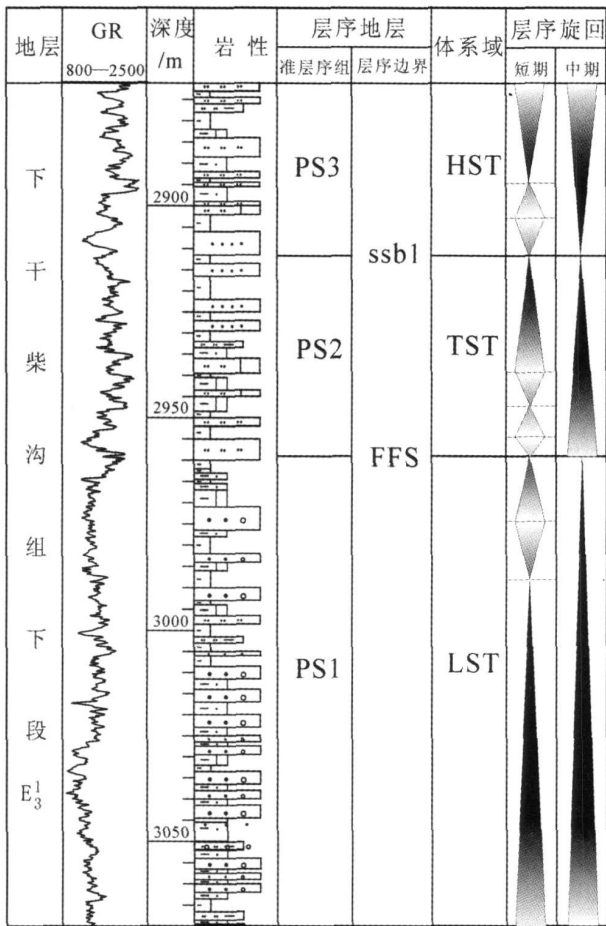 地层
GR
800—2500
深度
/m
岩性
层序地层
准层序组
层序边界
体系域
层序旋回
短期
中期
下干柴沟组下段
E₃¹
2900
2950
3000
3050
PS3
PS2
PS1
ssb1
FFS
HST
TST
LST